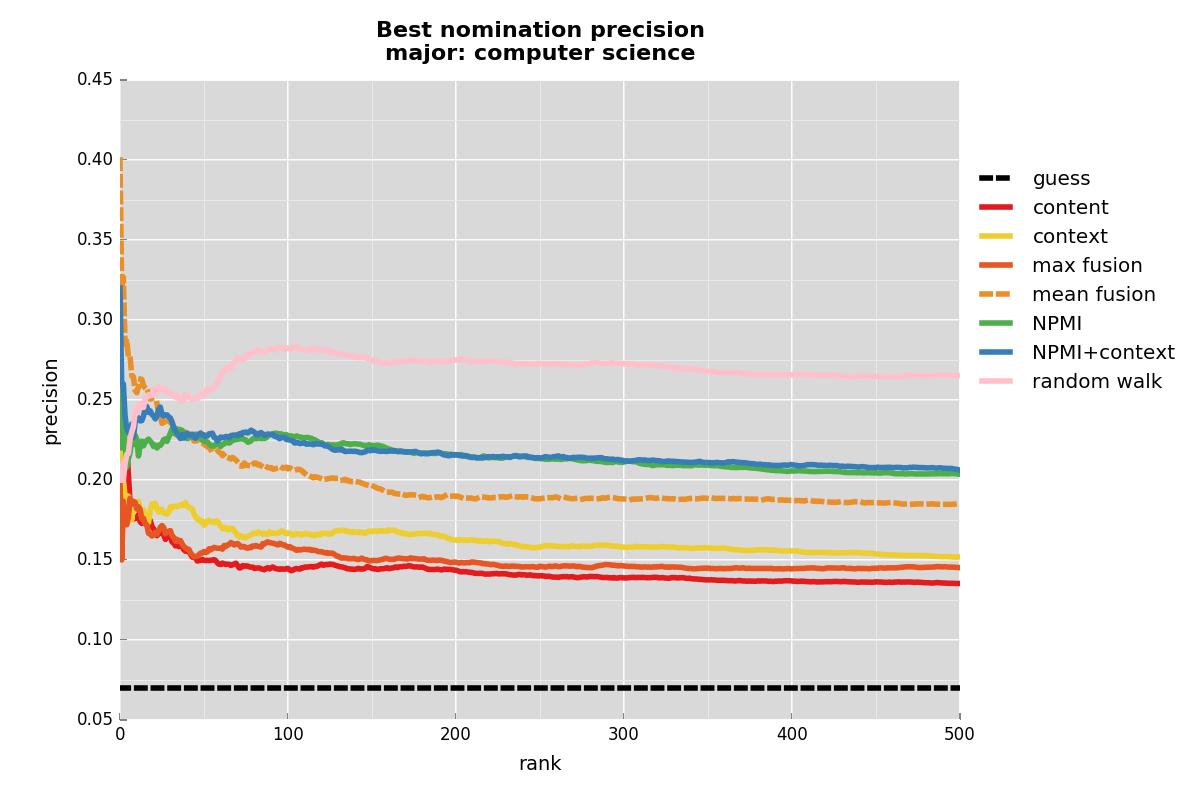 Best nomination precision
major: computer science
precision
0.45
0.40
0.35
0.30
0.25
0.20
0.15
0.10
0.05
0
100
200
300
400
500
rank
guess
content
context
max fusion
mean fusion
NPMI
NPMI+context
random walk